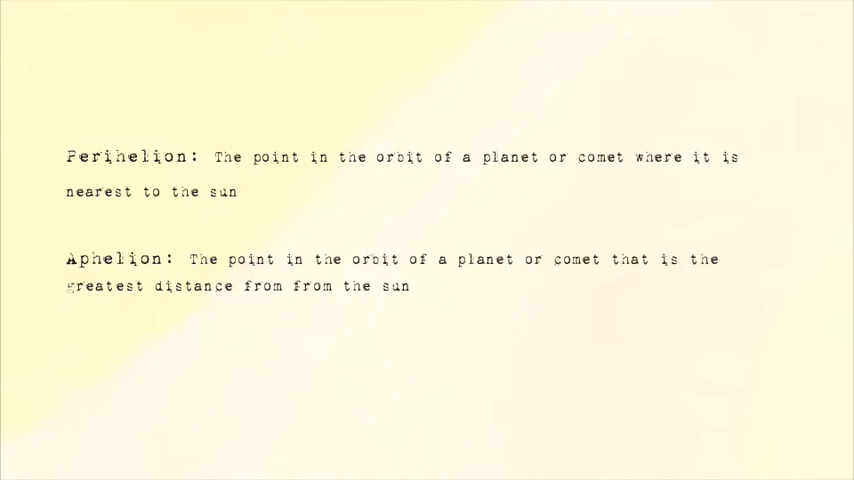 Perihelion: The point in the orbit of a planet or comet where it is
nearest to the sun
Aphelion: The point in the orbit of a planet or comet that is the
greatest distance from from the sun